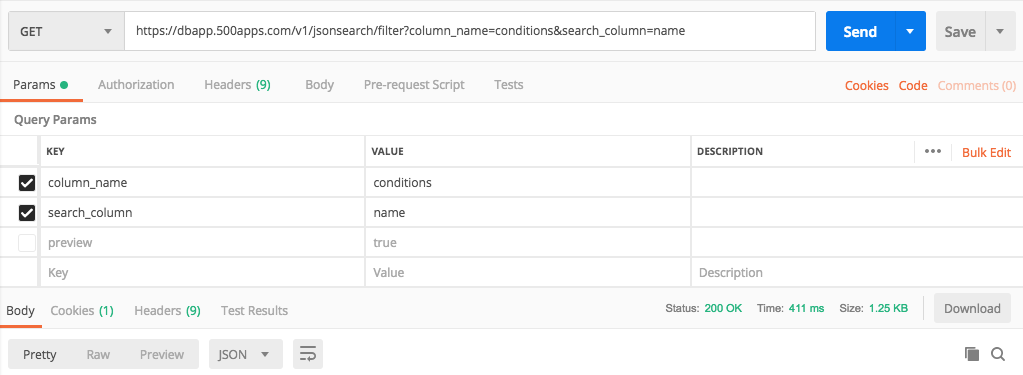 GET https://dbapp.500apps.com/v1/jsonsearch/filter?column_name=conditions&search_column=name Send Save
Params Authorization Headers (9) Body Pre-request Script Tests Cookies Code Comments (0)
Query Params
KEY VALUE DESCRIPTION ••• Bulk Edit
column_name conditions
search_column name
preview true
Key Value Description
Body Cookies (1) Headers (9) Test Results Status: 200 OK Time: 411 ms Size: 1.25 KB Download
Pretty Raw Preview JSON